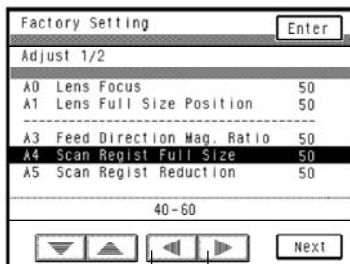 Factory Setting
Enter
Adjust 1/2
A0 Lens Focus 50
A1 Lens Full Size Position 50
A3 Feed Direction Mag. Ratio 50
A4 Scan Regist Full Size 50
A5 Scan Regist Reduction 50
40-60
Next